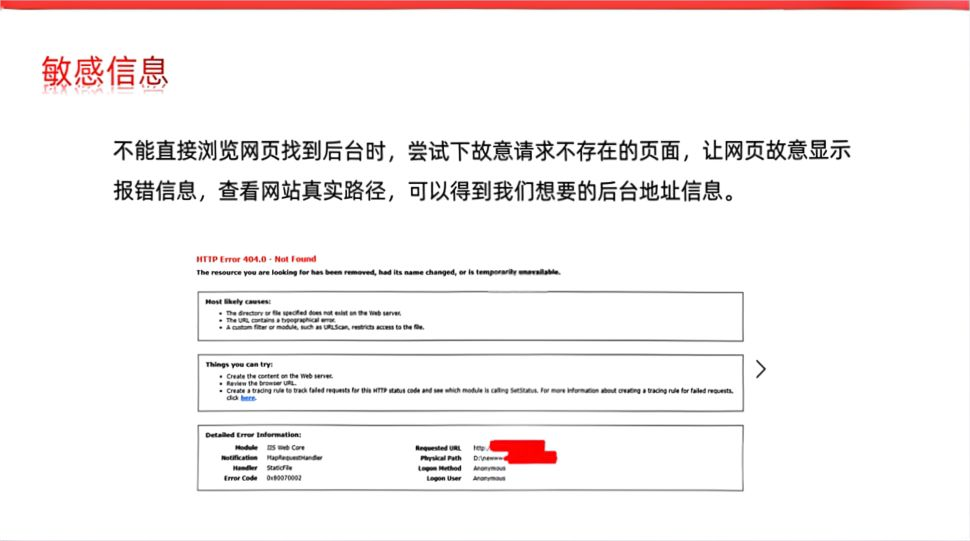 敏感信息
不能直接浏览网页找到后台时，尝试下故意请求不存在的页面，让网页故意显示
报错信息，查看网站真实路径，可以得到我们想要的后台地址信息。
HTTP Error 404.0 - Not Found
The resource you are looking for has been removed, had its name changed, or is temporarily unavailable.
Most likely causes:
• The directory or file specified does not exist on the Web server.
• The URL contains a typographical error.
• A custom filter or module, such as URLScan, restricts access to the file.
Things you can try:
• Create the content on the Web server.
• Review the browser URL.
• Create a tracing rule to track failed requests for this HTTP status code and see which module is calling SetStatus. For more information about creating a tracing rule for failed requests,
click here.
Detailed Error Information:
Module IIS Web Core Requested URL http:/
Notification MapRequestHandler Physical Path D:\newww
Handler StaticFile Logon Method Anonymous
Error Code 0x80070002 Logon User Anonymous